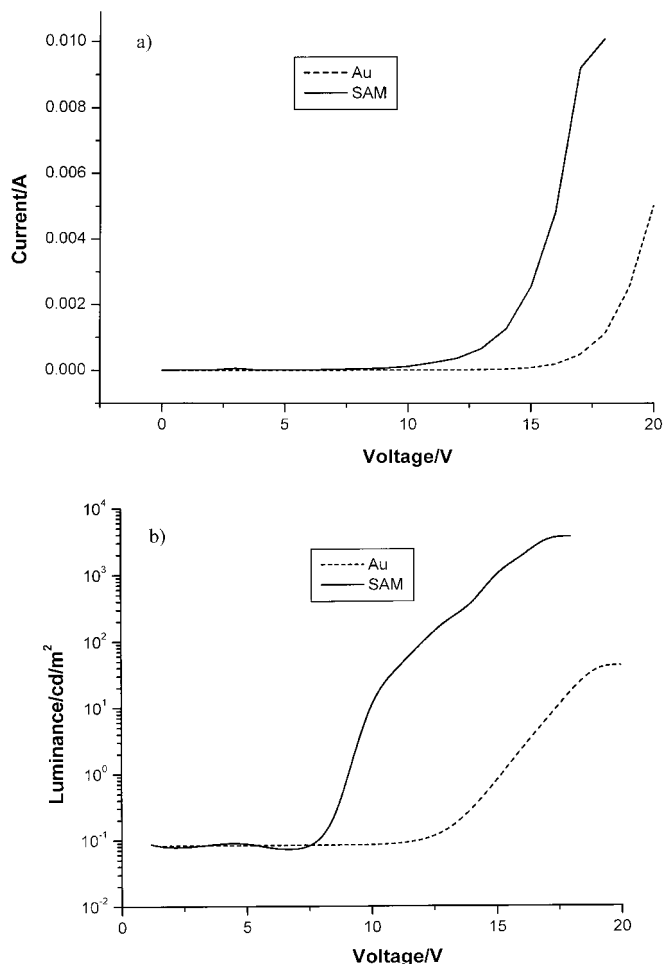 a)
Au
SAM
0.010
0.008
0.006
0.004
0.002
0.000
Current/A
0 5 10 15 20
Voltage/V
b)
Au
SAM
10^4
10^3
10^2
10^1
10^0
10^-1
10^-2
Luminance/cd/m^2
0 5 10 15 20
Voltage/V